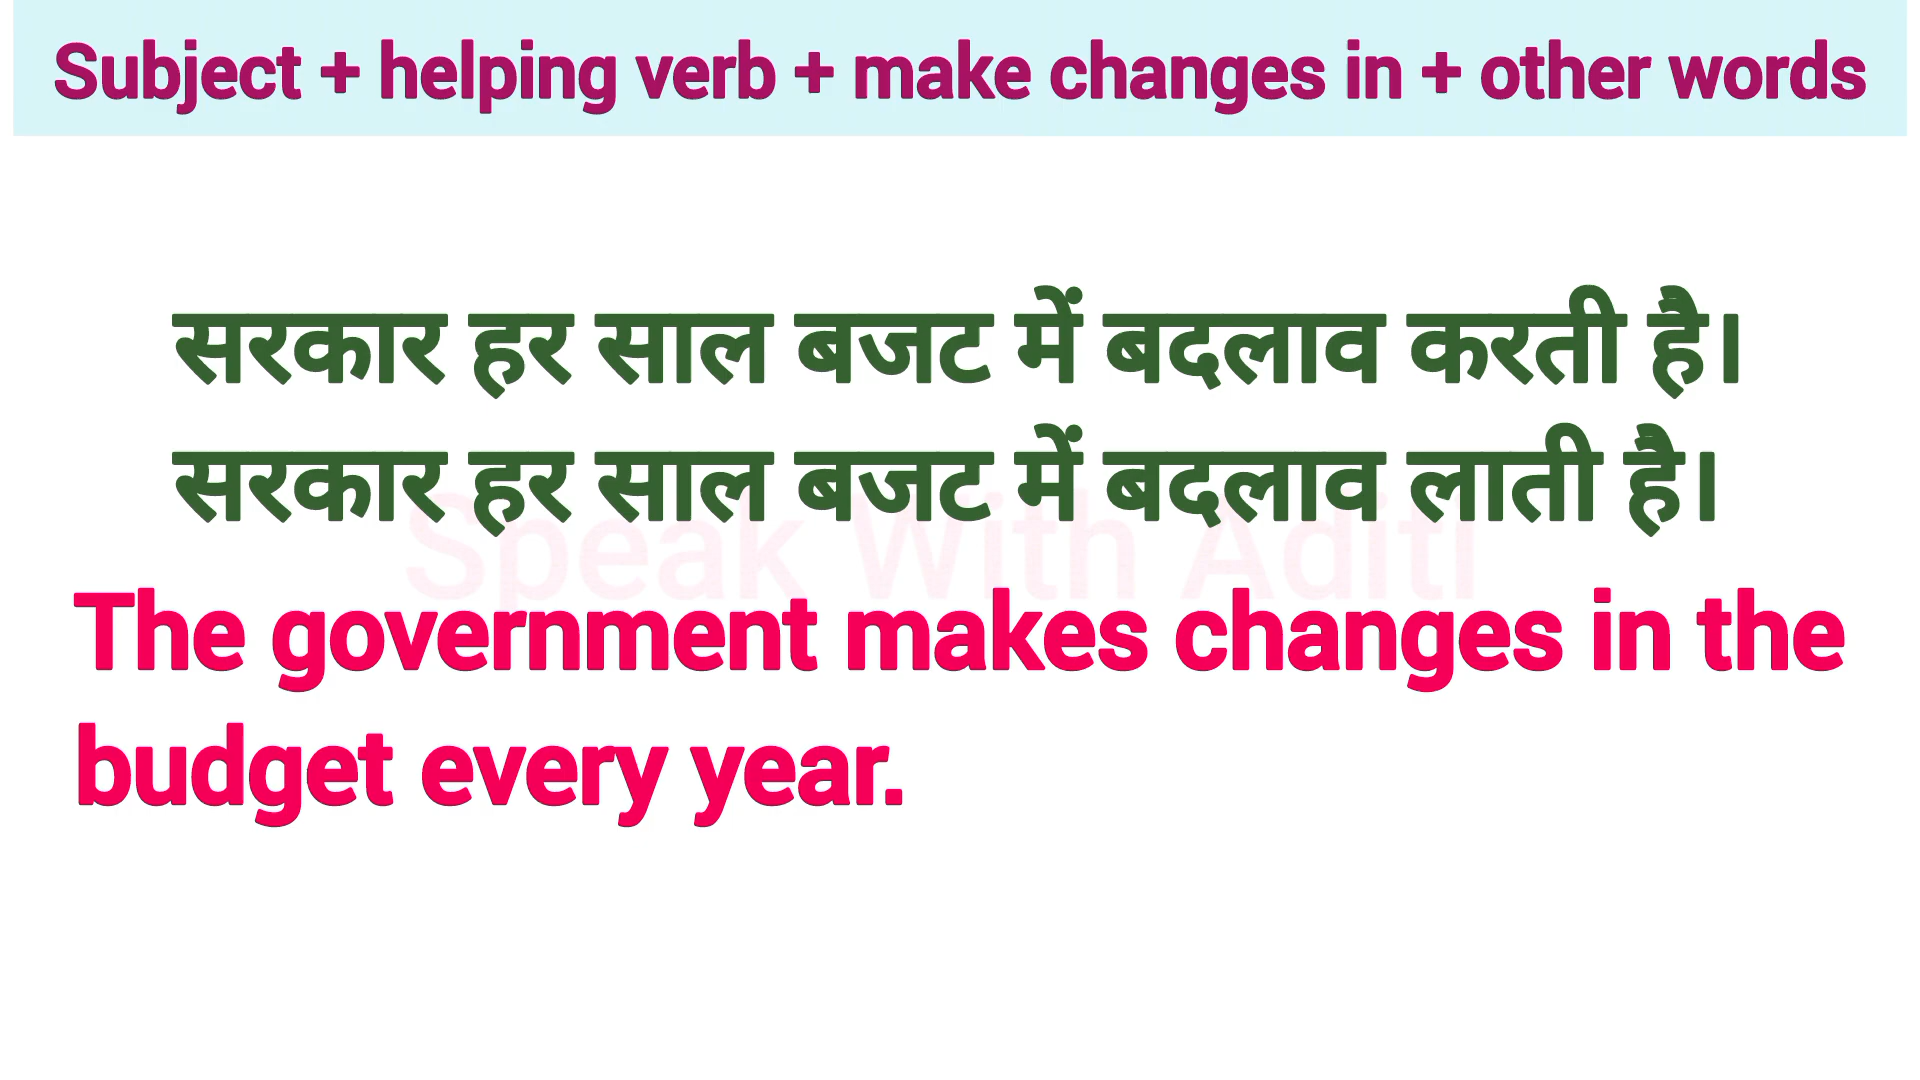 Subject + helping verb + make changes in + other words
सरकार हर साल बजट में बदलाव करती है।
सरकार हर साल बजट में बदलाव लाती है।
Speak With Aditi
The government makes changes in the
budget every year.